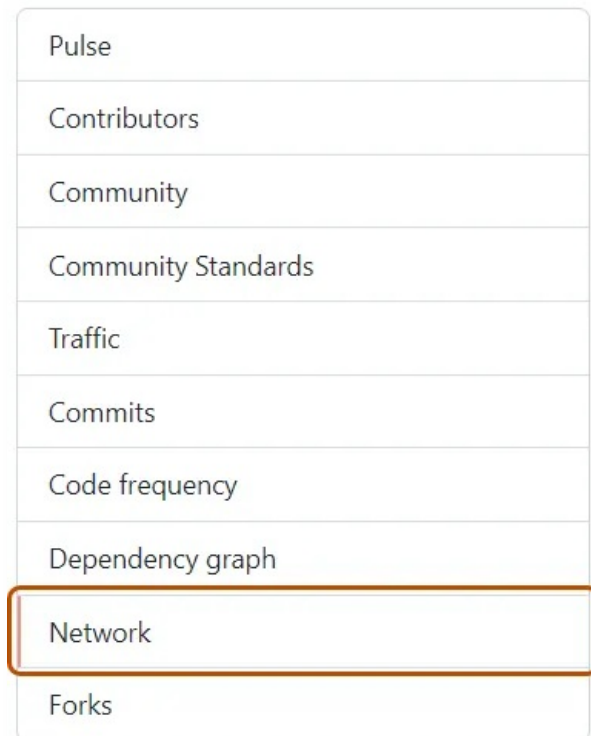 Pulse
Contributors
Community
Community Standards
Traffic
Commits
Code frequency
Dependency graph
Network
Forks